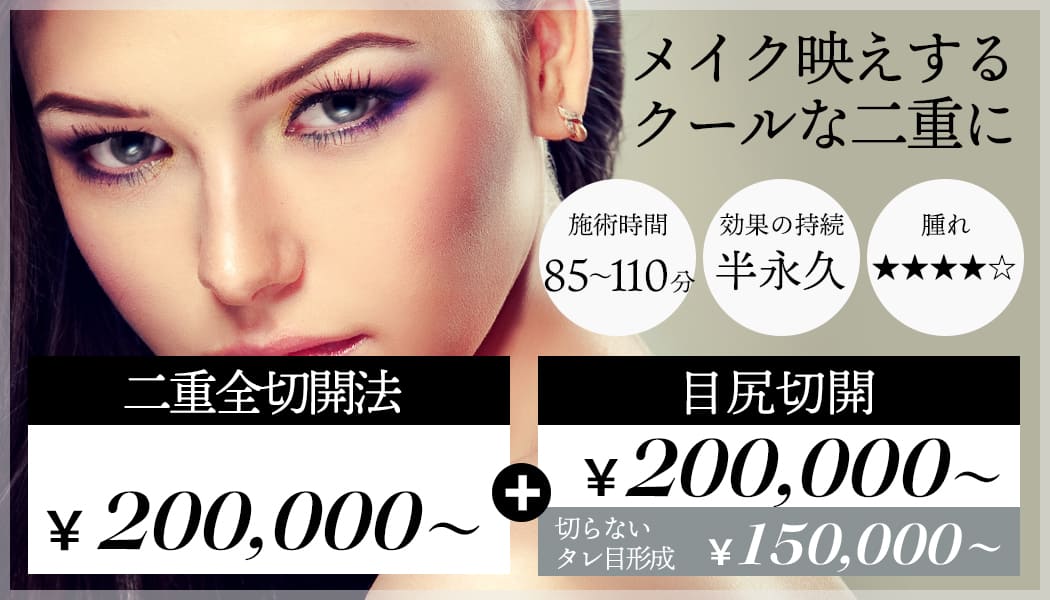 メイク映えする
クールな二重に
施術時間
85~110分
効果の持続
半永久
腫れ
★★★★☆
二重全切開法
¥200,000~
+
目尻切開
¥200,000~
切らない
タレ目形成
¥150,000~